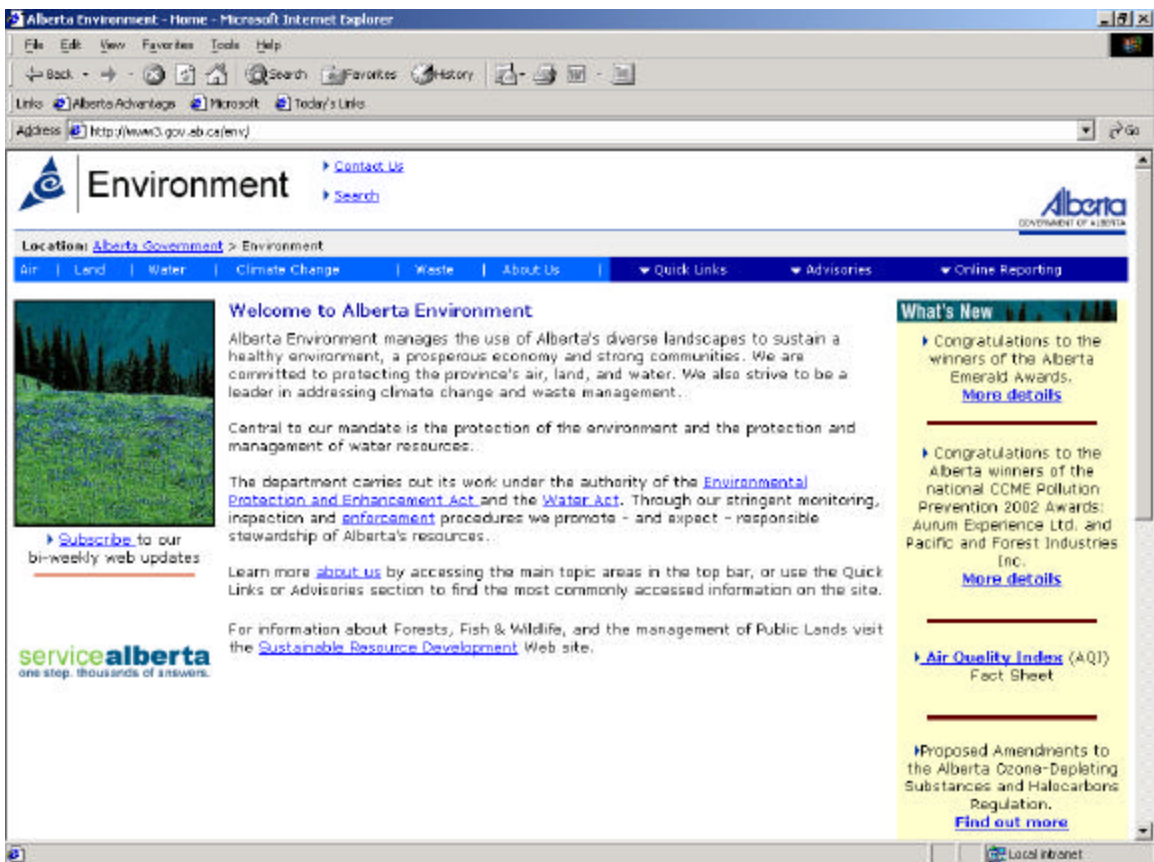 Alberta Environment - Home - Microsoft Internet Explorer
File Edit View Favorites Tools Help
Back Search Favorites History
Links Alberta Advantage Microsoft Today's Links
Address http://www3.gov.ab.ca/env/ Go
Environment
Contact Us
Search
Alberta
GOVERNMENT OF ALBERTA
Location: Alberta Government > Environment
Air | Land | Water | Climate Change | Waste | About Us | Quick Links Advisories Online Reporting
Subscribe to our
bi-weekly web updates
servicealberta
one stop. thousands of answers.
Welcome to Alberta Environment
Alberta Environment manages the use of Alberta's diverse landscapes to sustain a
healthy environment, a prosperous economy and strong communities. We are
committed to protecting the province's air, land, and water. We also strive to be a
leader in addressing climate change and waste management.
Central to our mandate is the protection of the environment and the protection and
management of water resources.
The department carries out its work under the authority of the Environmental
Protection and Enhancement Act and the Water Act. Through our stringent monitoring,
inspection and enforcement procedures we promote - and expect - responsible
stewardship of Alberta's resources.
Learn more about us by accessing the main topic areas in the top bar, or use the Quick
Links or Advisories section to find the most commonly accessed information on the site.
For information about Forests, Fish & Wildlife, and the management of Public Lands visit
the Sustainable Resource Development Web site.
What's New
Congratulations to the
winners of the Alberta
Emerald Awards.
More details
Congratulations to the
Alberta winners of the
national CCME Pollution
Prevention 2002 Awards:
Aurum Experience Ltd. and
Pacific and Forest Industries
Inc.
More details
Air Quality Index (AQI)
Fact Sheet
Proposed Amendments to
the Alberta Ozone-Depleting
Substances and Halocarbons
Regulation.
Find out more
Local intranet